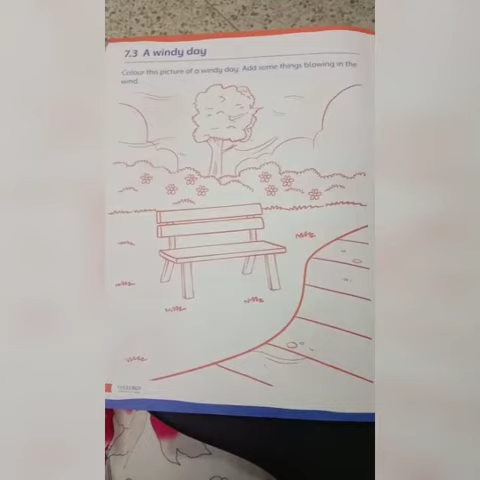 7.3 A windy day
Colour this picture of a windy day. Add some things blowing in the
wind.